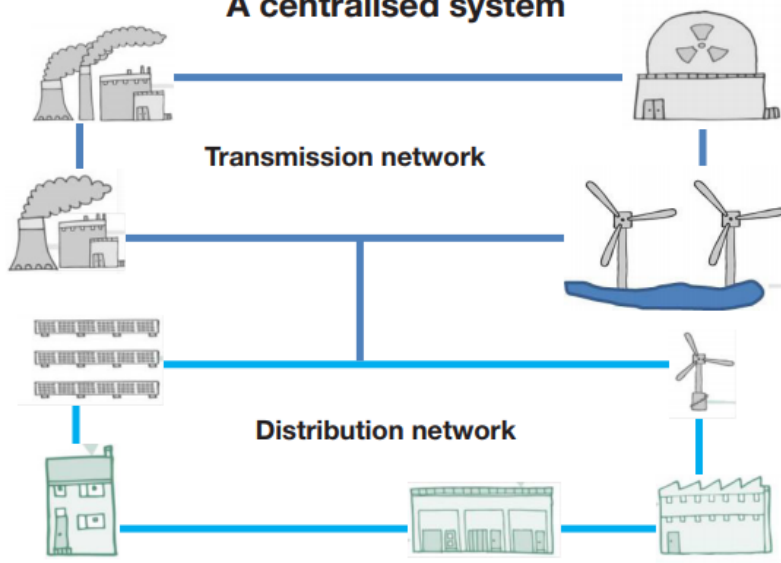 A centralised system
Transmission network
Distribution network